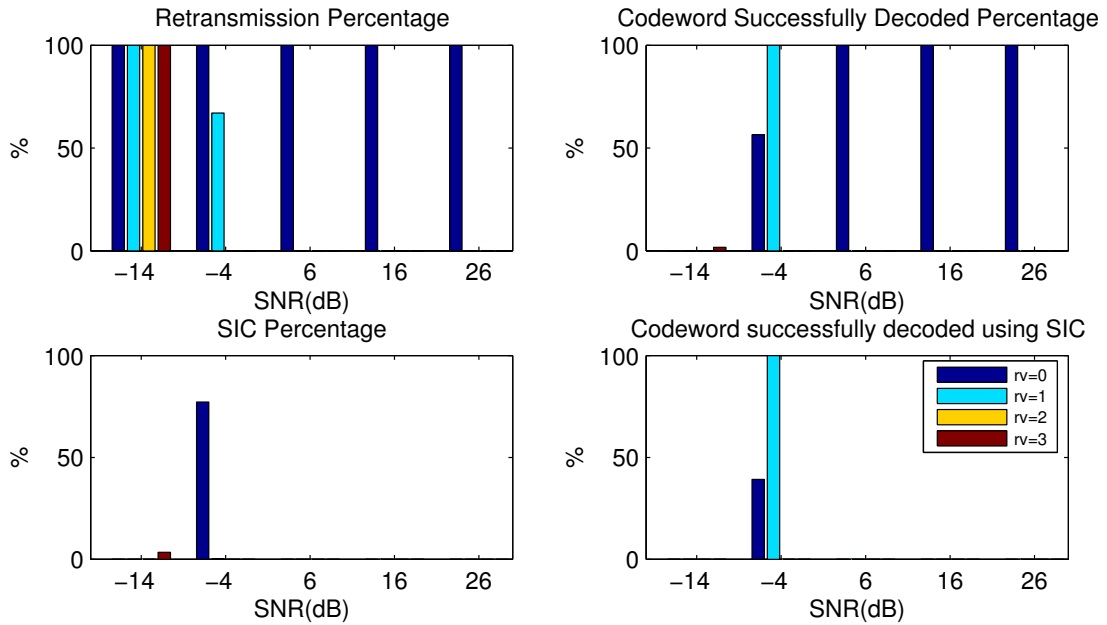 Retransmission Percentage
100
50
0
%
−14 −4 6 16 26
SNR(dB)
Codeword Successfully Decoded Percentage
100
50
0
%
−14 −4 6 16 26
SNR(dB)
SIC Percentage
100
50
0
%
−14 −4 6 16 26
SNR(dB)
Codeword successfully decoded using SIC
100
50
0
%
rv=0
rv=1
rv=2
rv=3
−14 −4 6 16 26
SNR(dB)